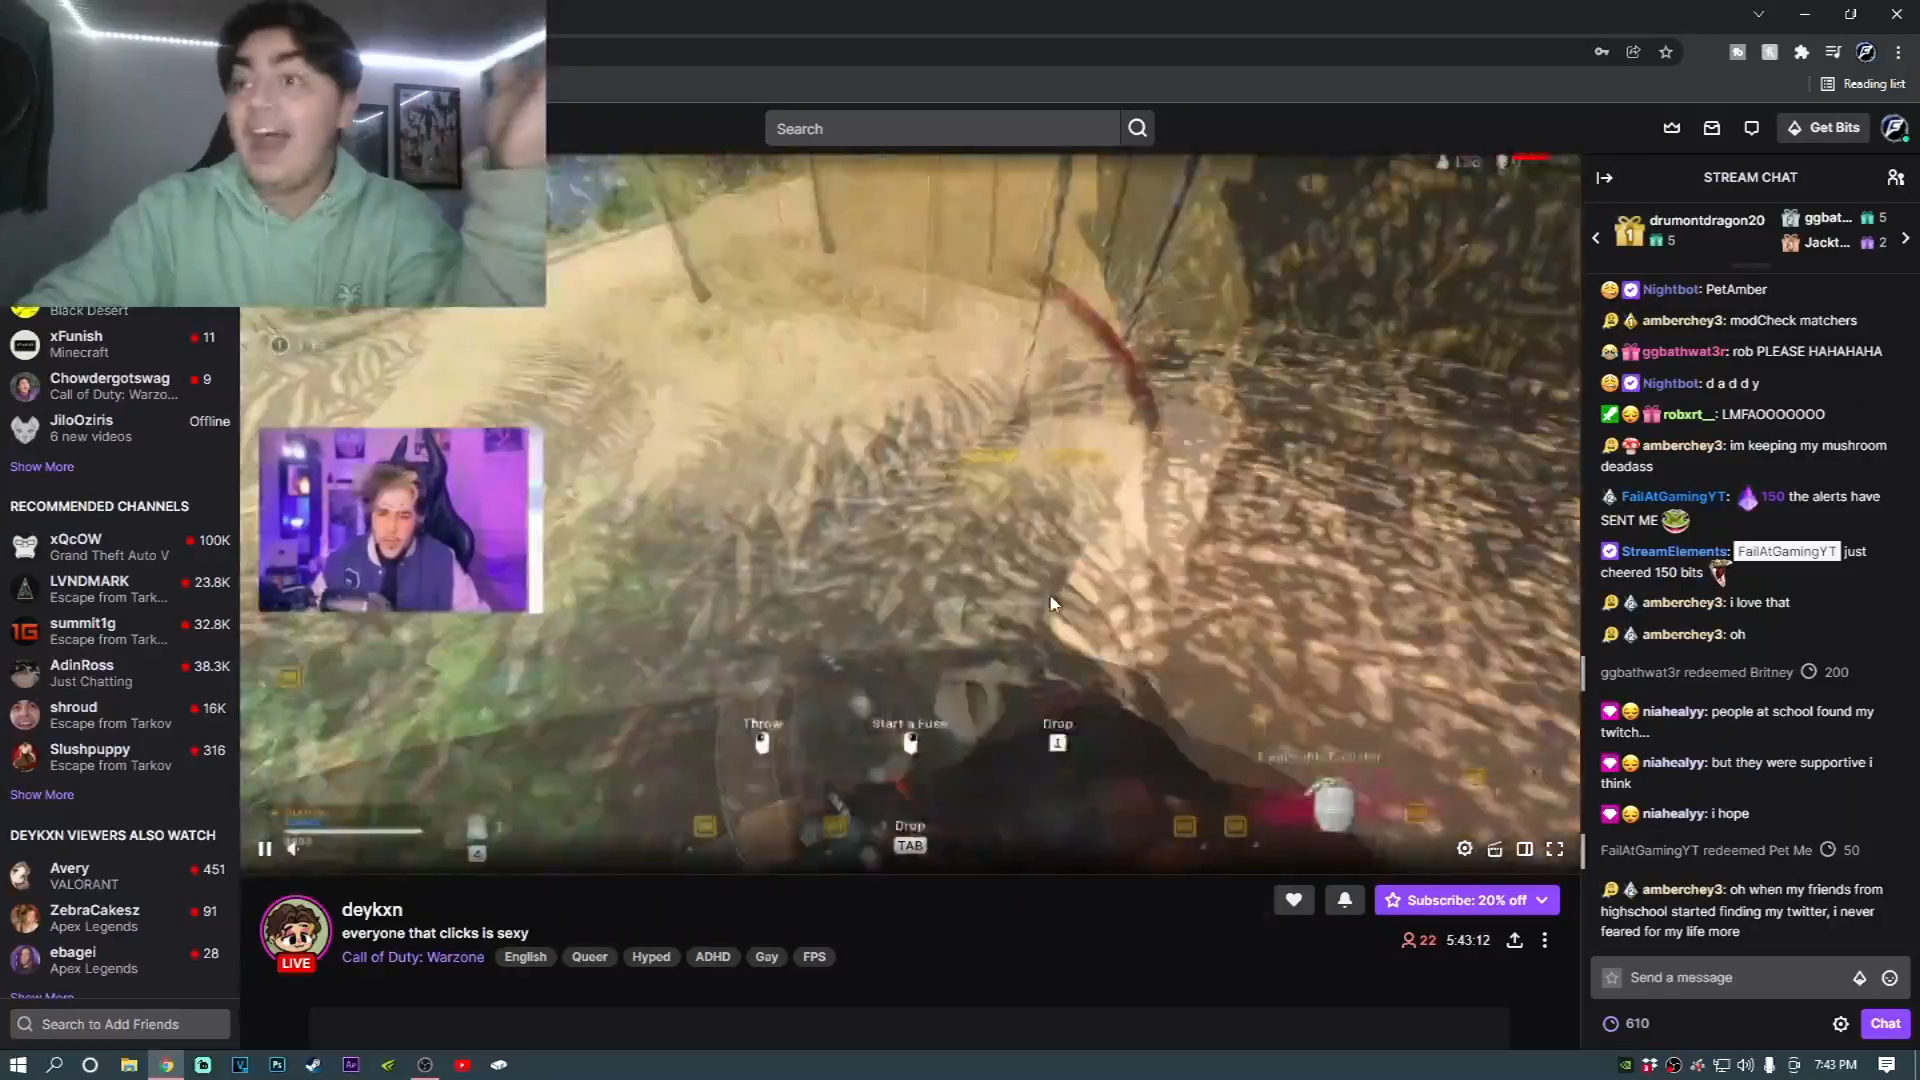 Reading list
Search
Get Bits
STREAM CHAT
drumontdragon20
5
ggbat... 5
Jackt... 2
Black Desert
xFunish 11
Minecraft
Chowdergotswag 9
Call of Duty: Warzo...
JiloOziris Offline
6 new videos
Show More
RECOMMENDED CHANNELS
xQcOW 100K
Grand Theft Auto V
LVNDMARK 23.8K
Escape from Tark...
summit1g 32.8K
Escape from Tark...
AdinRoss 38.3K
Just Chatting
shroud 16K
Escape from Tarkov
Slushpuppy 316
Escape from Tarkov
Show More
DEYKXN VIEWERS ALSO WATCH
Avery 451
VALORANT
ZebraCakesz 91
Apex Legends
ebagei 28
Apex Legends
Show More
Search to Add Friends
Throw
Start a Fuse
Drop
1
Drop
TAB
4
deykxn
everyone that clicks is sexy
LIVE
Call of Duty: Warzone English Queer Hyped ADHD Gay FPS
Subscribe: 20% off
22 5:43:12
Nightbot: PetAmber
amberchey3: modCheck matchers
ggbathwat3r: rob PLEASE HAHAHAHA
Nightbot: d a d d y
robxrt__: LMFAOOOOOOO
amberchey3: im keeping my mushroom
deadass
FailAtGamingYT: 150 the alerts have
SENT ME
StreamElements: FailAtGamingYT just
cheered 150 bits
amberchey3: i love that
amberchey3: oh
ggbathwat3r redeemed Britney 200
niahealyy: people at school found my
twitch...
niahealyy: but they were supportive i
think
niahealyy: i hope
FailAtGamingYT redeemed Pet Me 50
amberchey3: oh when my friends from
highschool started finding my twitter, i never
feared for my life more
Send a message
610
Chat
7:43 PM